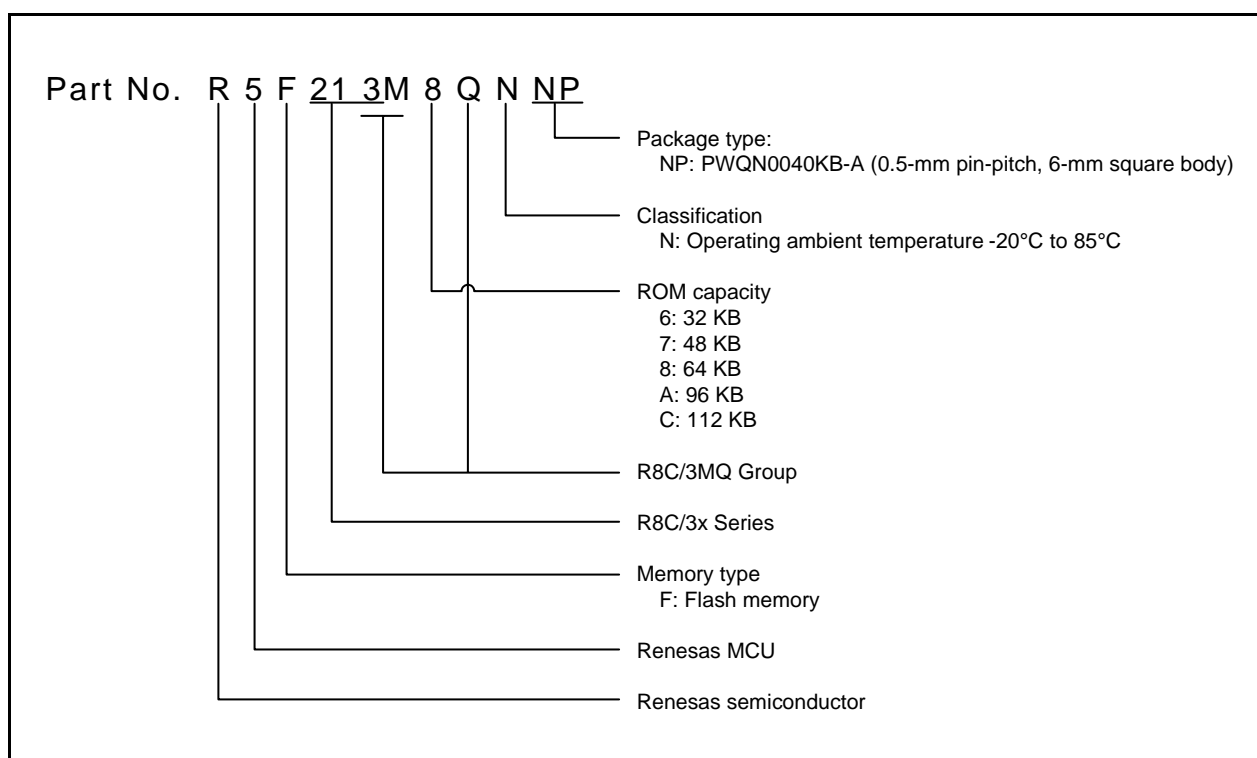 Part No. R 5 F 21 3M 8 Q N NP
Package type:
NP: PWQN0040KB-A (0.5-mm pin-pitch, 6-mm square body)
Classification
N: Operating ambient temperature -20°C to 85°C
ROM capacity
6: 32 KB
7: 48 KB
8: 64 KB
A: 96 KB
C: 112 KB
R8C/3MQ Group
R8C/3x Series
Memory type
F: Flash memory
Renesas MCU
Renesas semiconductor